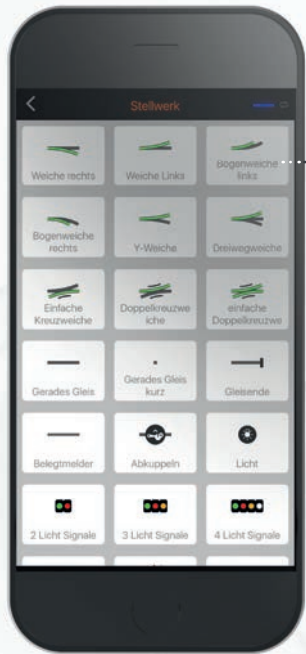 Stellwerk
Weiche rechts
Weiche Links
Bogenweiche
links
Bogenweiche
rechts
Y-Weiche
Dreiwegweiche
Einfache
Kreuzweiche
Doppelkreuzwe
iche
einfache
Doppelkreuzwe
Gerades Gleis
Gerades Gleis
kurz
Gleisende
Belegtmelder
Abkuppeln
Licht
2 Licht Signale
3 Licht Signale
4 Licht Signale